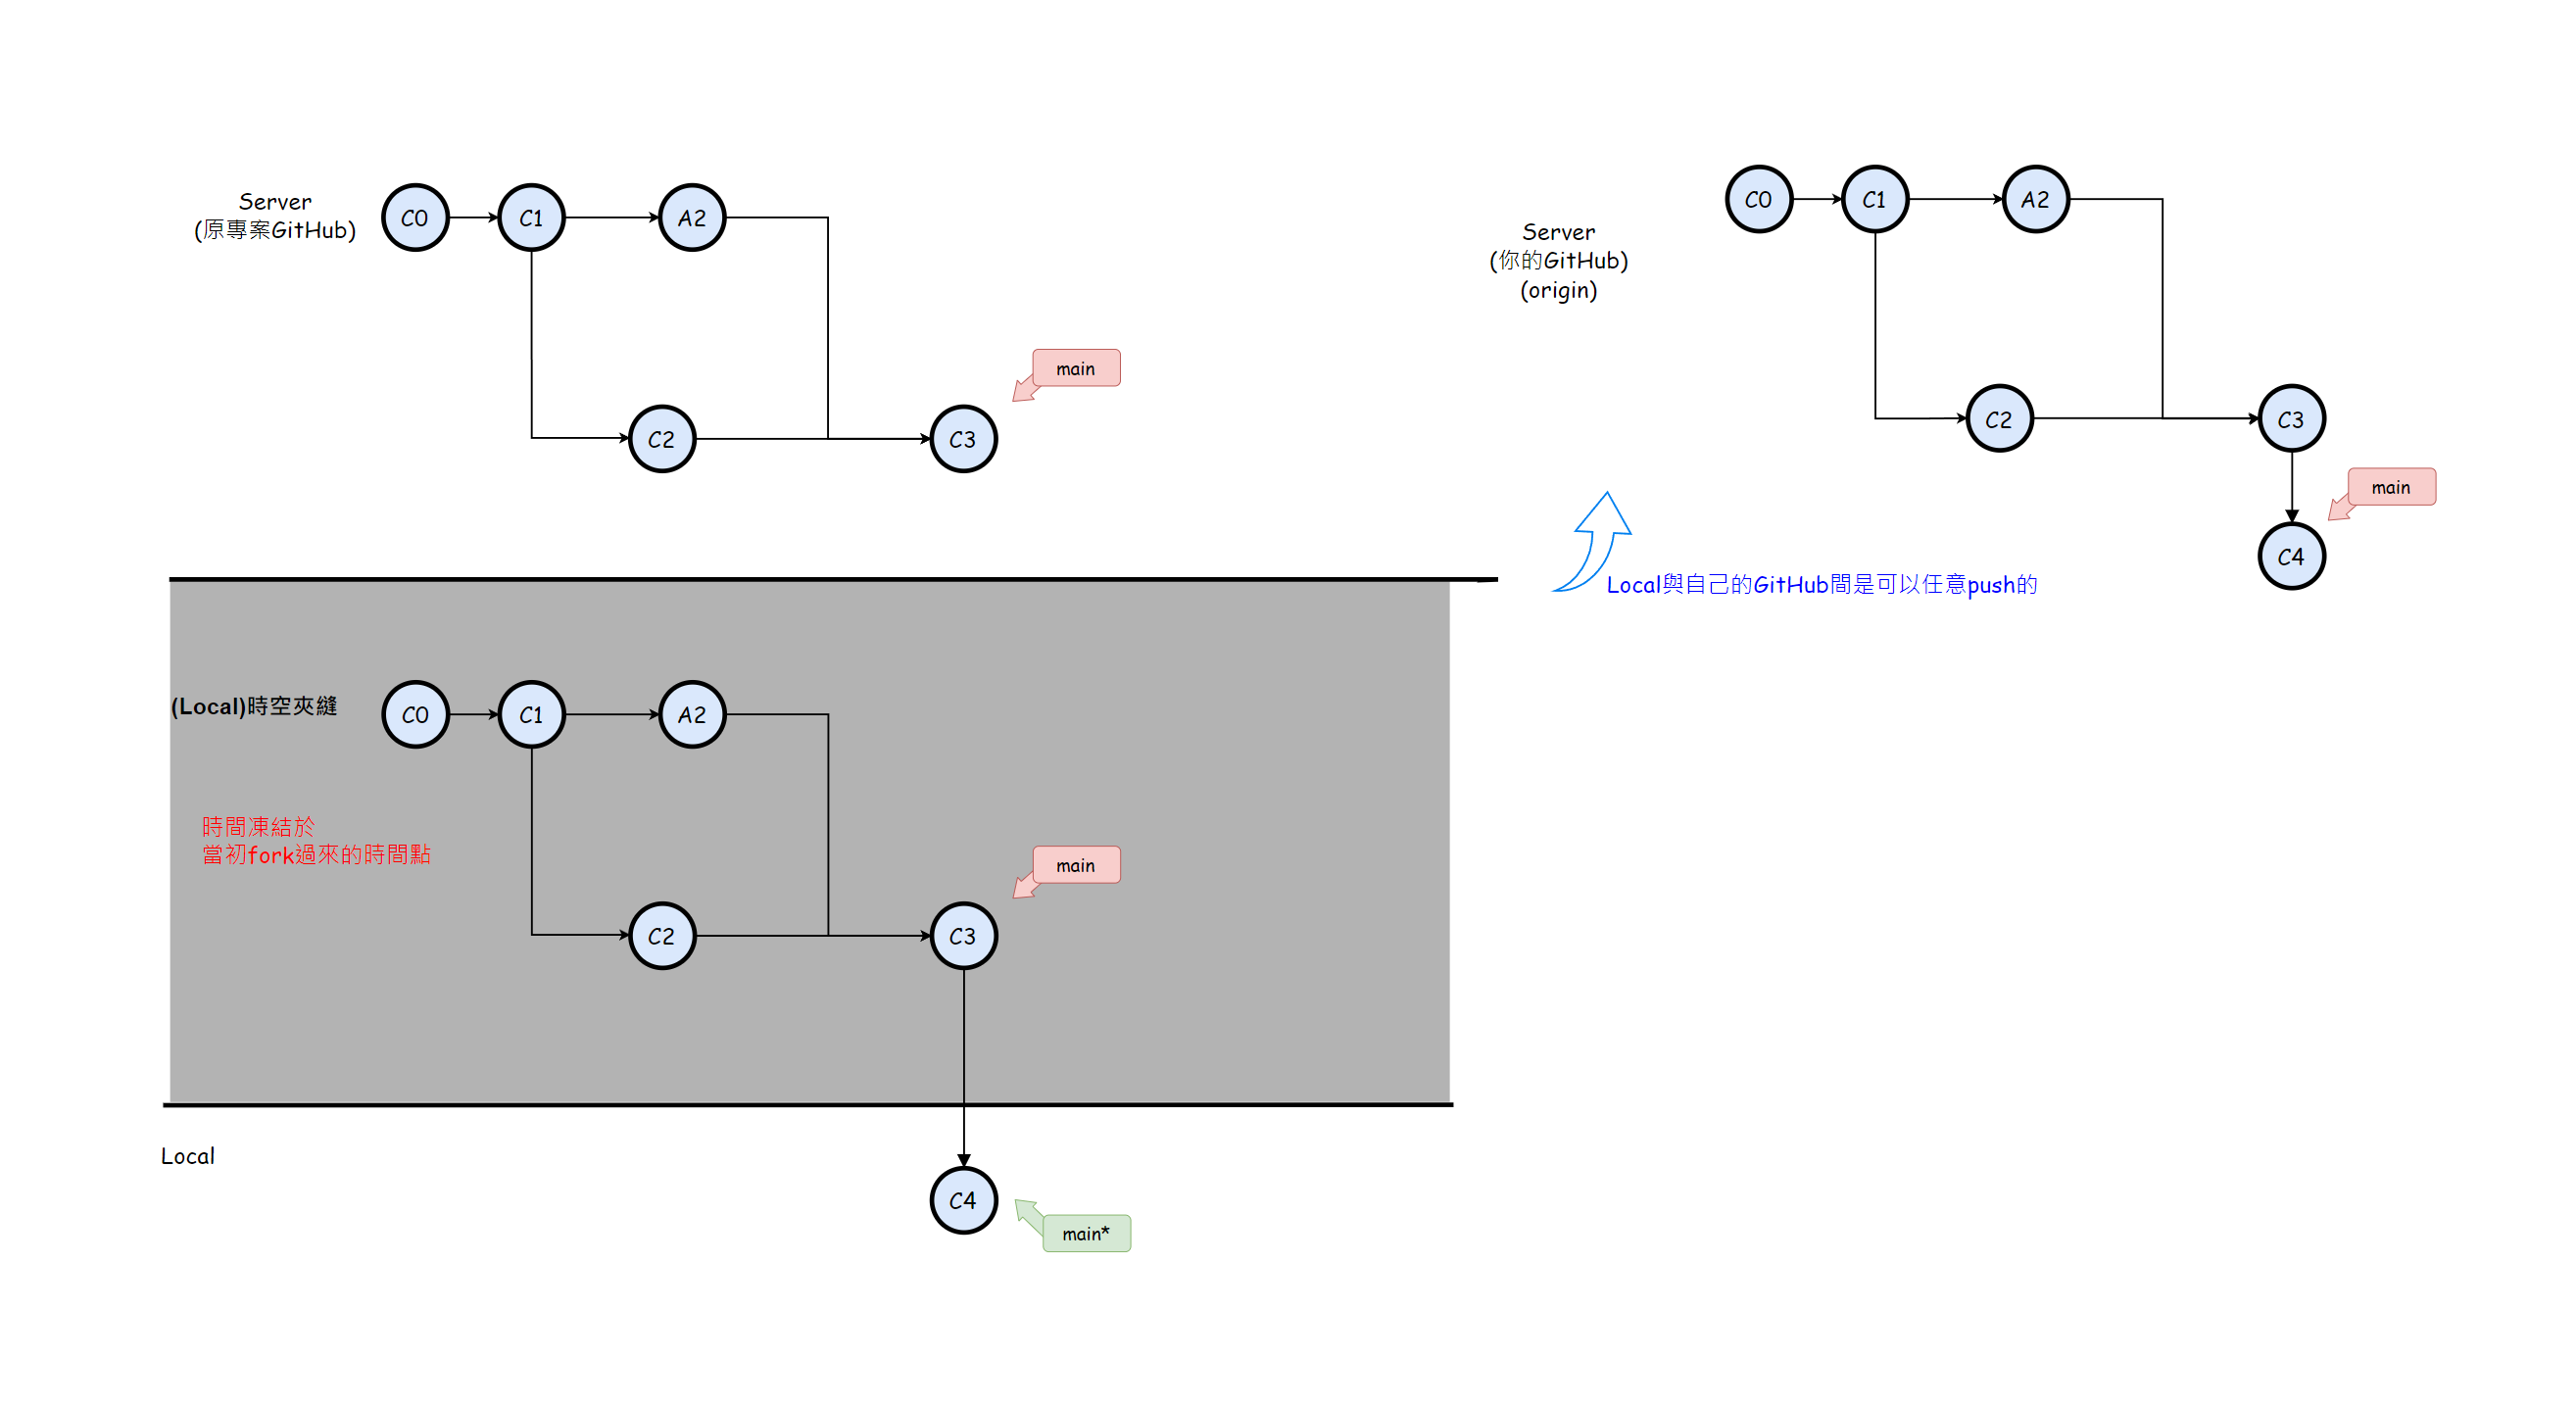 Server
(原專案GitHub)
C0
C1
A2
C2
C3
main
Server
(你的GitHub)
(origin)
C0
C1
A2
C2
C3
main
C4
Local與自己的GitHub間是可以任意push的
(Local)時空夾縫
C0
C1
A2
時間凍結於
當初fork過來的時間點
main
C2
C3
Local
C4
main*